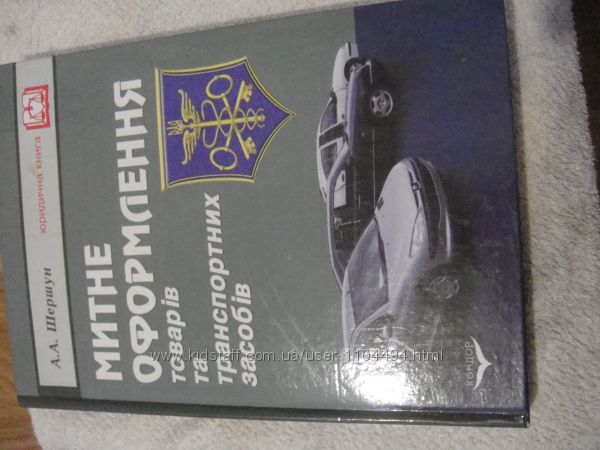 А.А. Шершун
юридична книга
МИТНЕ
ОФОРМЛЕННЯ
товарів
та
транспортних
засобів
КОНДОР
www.kidstaff.com.ua/user-1104494.html